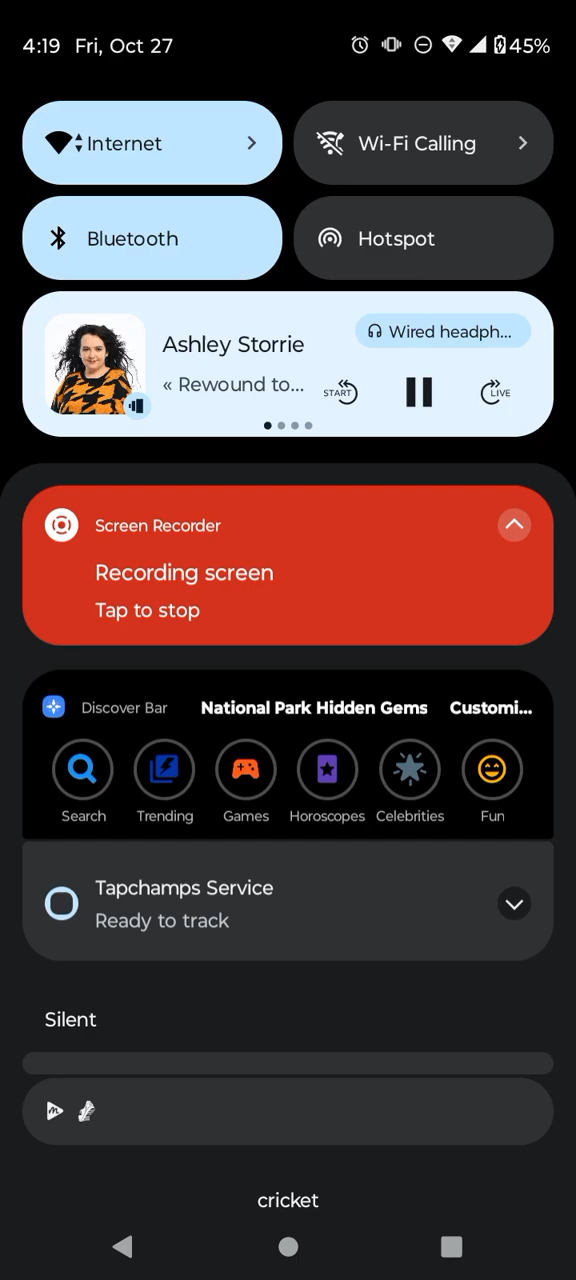 4:19 Fri, Oct 27 45%
Internet Wi-Fi Calling
Bluetooth Hotspot
Wired headph...
Ashley Storrie
« Rewound to...
START LIVE
Screen Recorder
Recording screen
Tap to stop
Discover Bar National Park Hidden Gems Customi...
Search Trending Games Horoscopes Celebrities Fun
Tapchamps Service
Ready to track
Silent
cricket